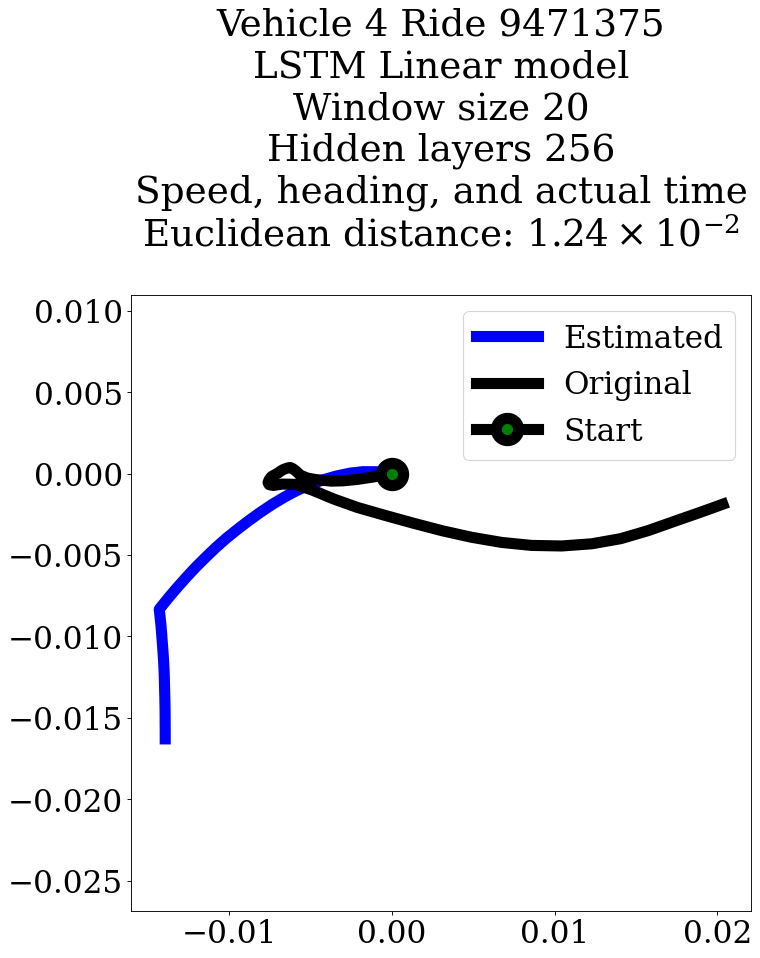 Vehicle 4 Ride 9471375
LSTM Linear model
Window size 20
Hidden layers 256
Speed, heading, and actual time
Euclidean distance: 1.24 × 10⁻²
0.010
0.005
0.000
−0.005
−0.010
−0.015
−0.020
−0.025
Estimated
Original
Start
−0.01 0.00 0.01 0.02